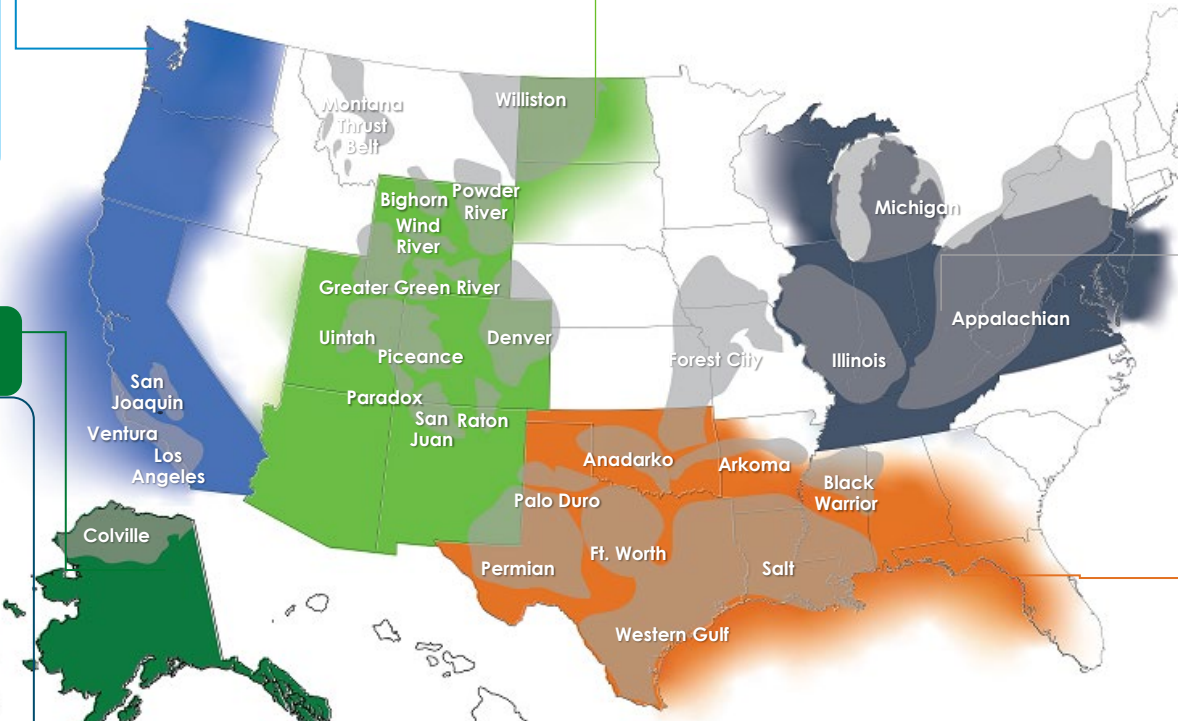 Montana
Thrust
Belt
Williston
Bighorn
Powder
River
Wind
River
Michigan
Greater Green River
Appalachian
Uintah
Piceance
Denver
Forest City
Illinois
San
Joaquin
Paradox
San
Juan
Raton
Ventura
Los
Angeles
Anadarko
Arkoma
Black
Warrior
Palo Duro
Colville
Ft. Worth
Permian
Salt
Western Gulf